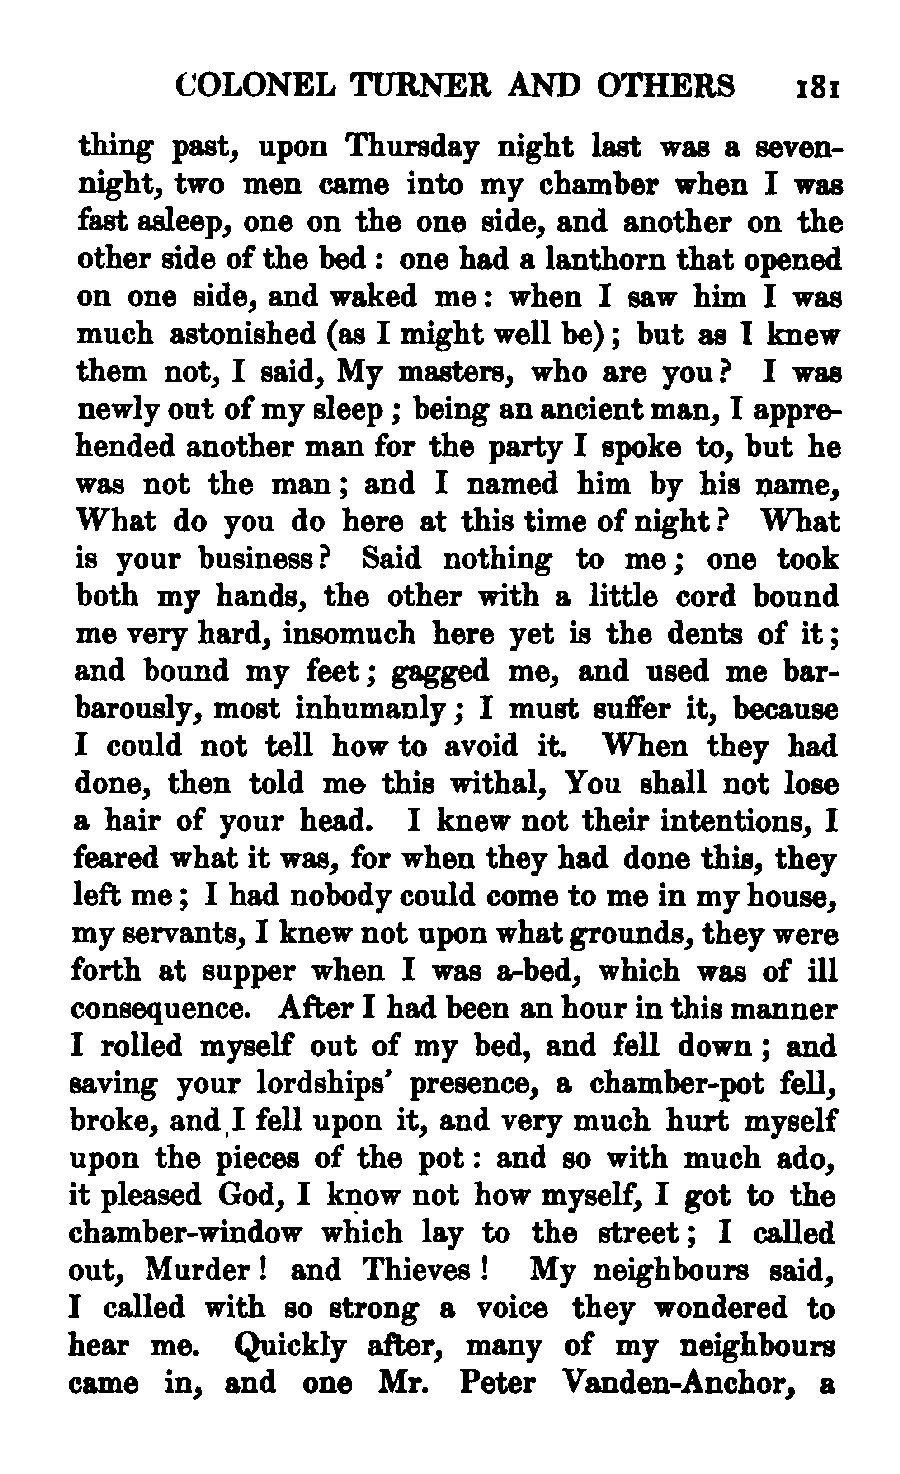 COLONEL TURNER AND OTHERS 181
thing past, upon Thursday night last was a seven-
night, two men came into my chamber when I was
fast asleep, one on the one side, and another on the
other side of the bed : one had a lanthorn that opened
on one side, and waked me : when I saw him I was
much astonished (as I might well be) ; but as I knew
them not, I said, My masters, who are you ? I was
newly out of my sleep ; being an ancient man, I appre-
hended another man for the party I spoke to, but he
was not the man ; and I named him by his name,
What do you do here at this time of night ? What
is your business ? Said nothing to me ; one took
both my hands, the other with a little cord bound
me very hard, insomuch here yet is the dents of it ;
and bound my feet ; gagged me, and used me bar-
barously, most inhumanly ; I must suffer it, because
I could not tell how to avoid it. When they had
done, then told me this withal, You shall not lose
a hair of your head. I knew not their intentions, I
feared what it was, for when they had done this, they
left me ; I had nobody could come to me in my house,
my servants, I knew not upon what grounds, they were
forth at supper when I was a-bed, which was of ill
consequence. After I had been an hour in this manner
I rolled myself out of my bed, and fell down ; and
saving your lordships' presence, a chamber-pot fell,
broke, and I fell upon it, and very much hurt myself
upon the pieces of the pot : and so with much ado,
it pleased God, I know not how myself, I got to the
chamber-window which lay to the street ; I called
out, Murder ! and Thieves ! My neighbours said,
I called with so strong a voice they wondered to
hear me. Quickly after, many of my neighbours
came in, and one Mr. Peter Vanden-Anchor, a